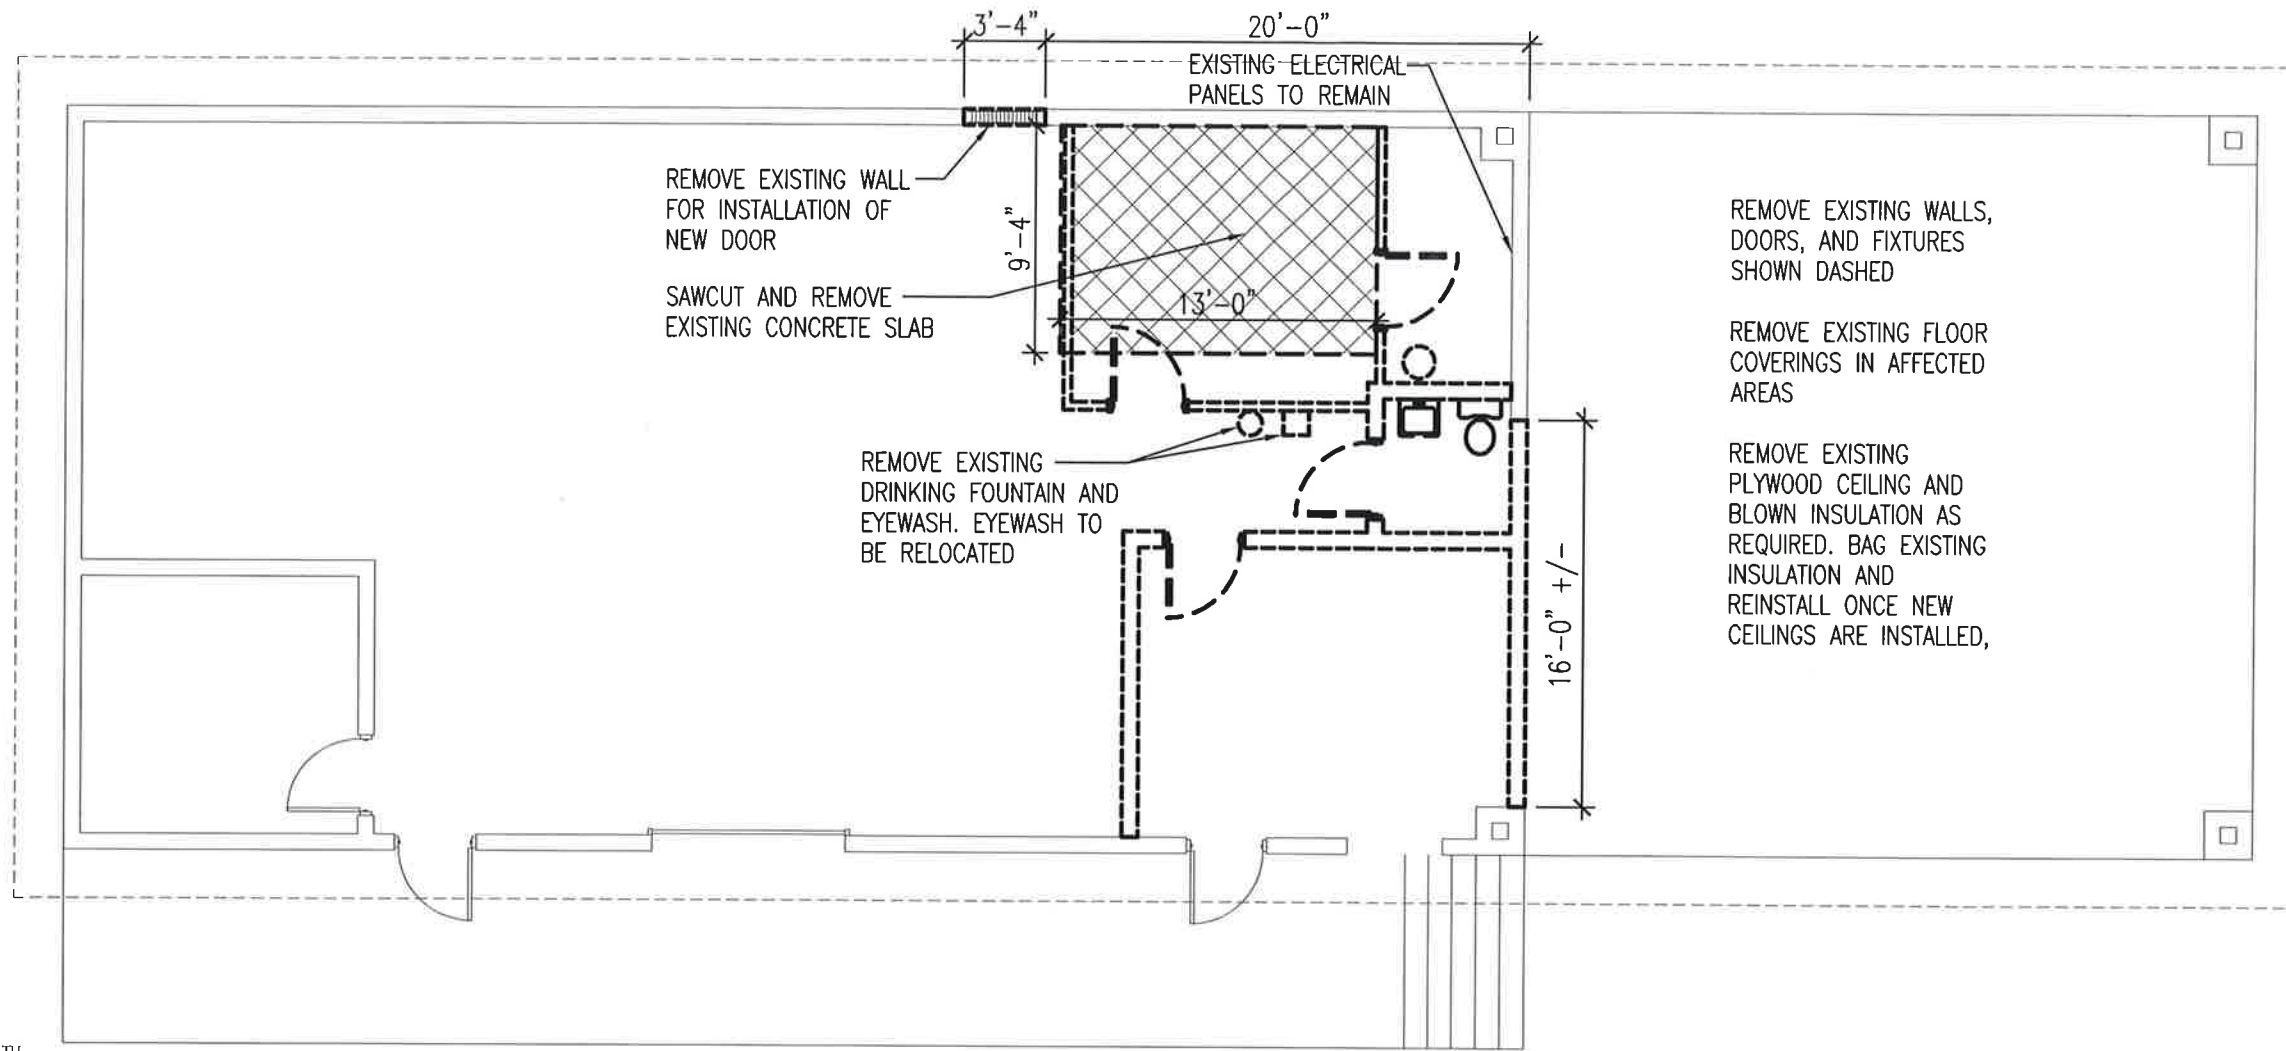 3'-4"
20'-0"
EXISTING ELECTRICAL
PANELS TO REMAIN
REMOVE EXISTING WALL
FOR INSTALLATION OF
NEW DOOR
SAWCUT AND REMOVE
EXISTING CONCRETE SLAB
9'-4"
13'-0"
REMOVE EXISTING
DRINKING FOUNTAIN AND
EYEWASH. EYEWASH TO
BE RELOCATED
16'-0" +/-
REMOVE EXISTING WALLS,
DOORS, AND FIXTURES
SHOWN DASHED
REMOVE EXISTING FLOOR
COVERINGS IN AFFECTED
AREAS
REMOVE EXISTING
PLYWOOD CEILING AND
BLOWN INSULATION AS
REQUIRED. BAG EXISTING
INSULATION AND
REINSTALL ONCE NEW
CEILINGS ARE INSTALLED,